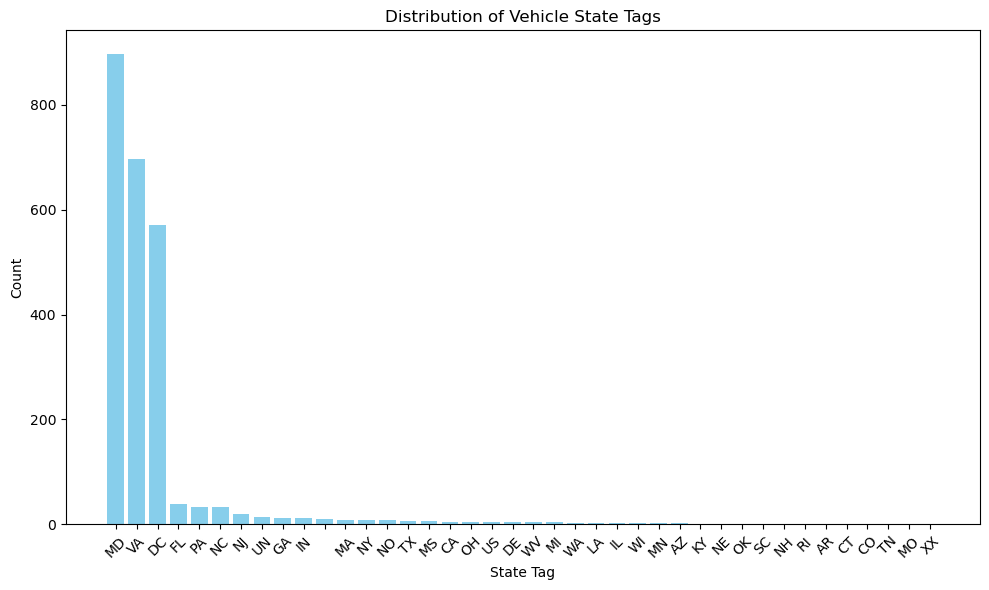 Distribution of Vehicle State Tags
Count
800
600
400
200
0
MD VA DC FL PA NC NJ UN GA IN MA NY NO TX MS CA OH US DE WV MI WA LA IL WI MN AZ KY NE OK SC NH RI AR CT CO TN MO XX
State Tag